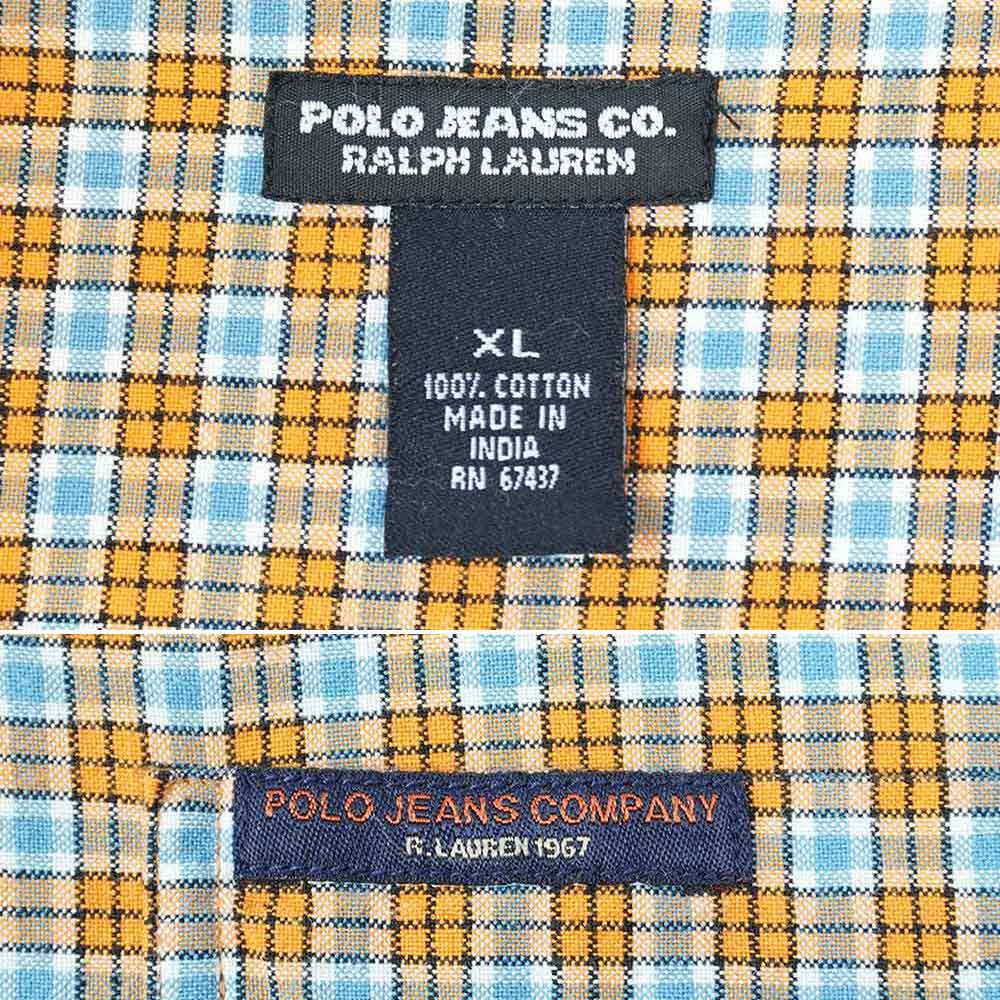 POLO JEANS CO.
RALPH LAUREN
XL
100% COTTON
MADE IN
INDIA
RN 67437
POLO JEANS COMPANY
R. LAUREN 1967